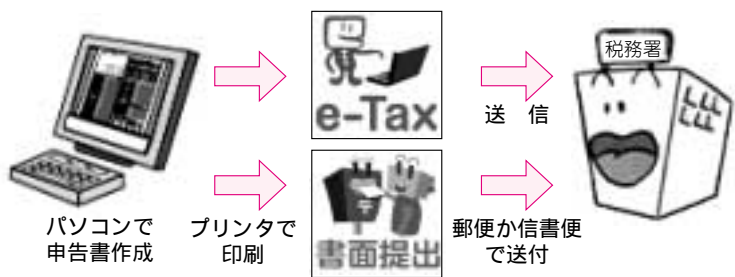 税務署
e-Tax
送　信
パソコンで
申告書作成
プリンタで
印刷
書面提出
郵便か信書便
で送付